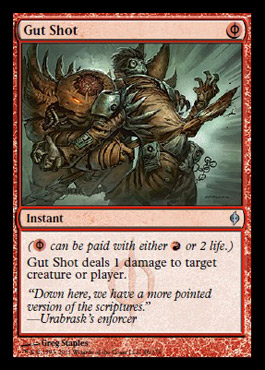 Gut Shot
Instant
( can be paid with either or 2 life.)
Gut Shot deals 1 damage to target
creature or player.
"Down here, we have a more pointed
version of the scriptures."
—Urabrask's enforcer
Greg Staples